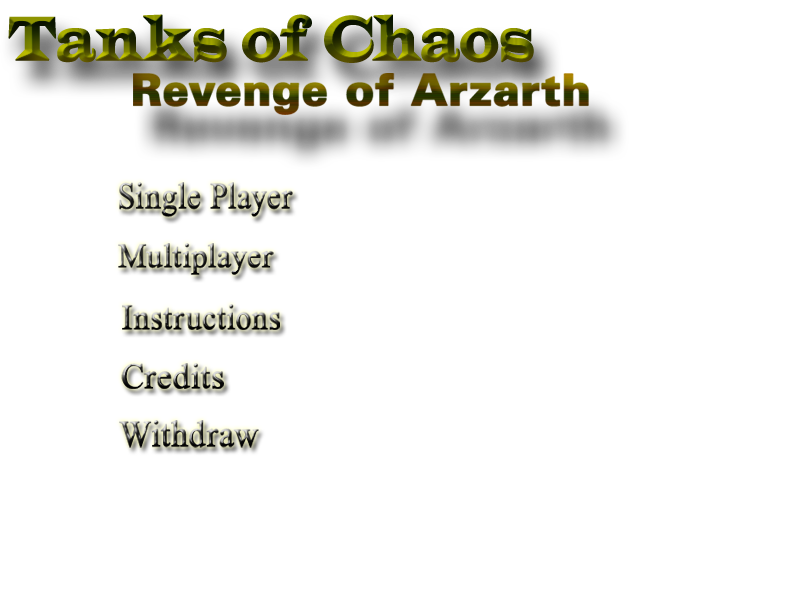 Tanks of Chaos
Revenge of Arzarth
Single Player
Multiplayer
Instructions
Credits
Withdraw